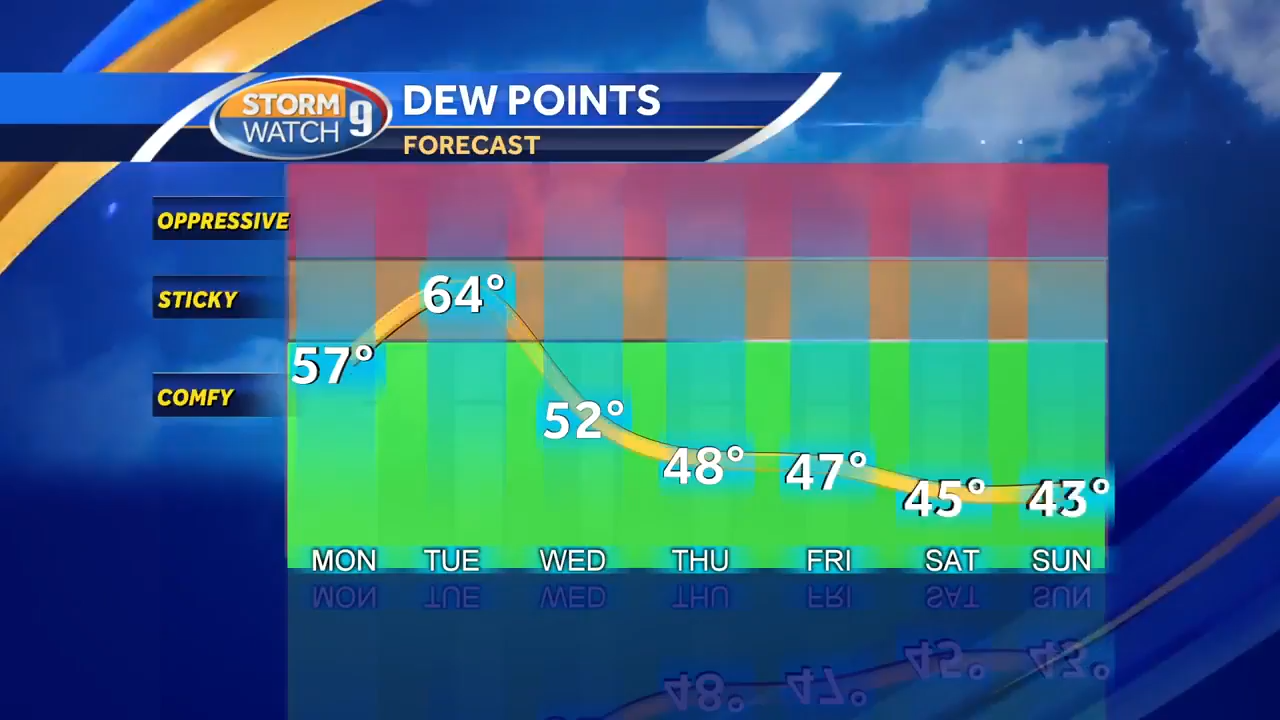 STORM
WATCH 9
DEW POINTS
FORECAST
OPPRESSIVE
STICKY
COMFY
57°
64°
52°
48°
47°
45°
43°
MON TUE WED THU FRI SAT SUN